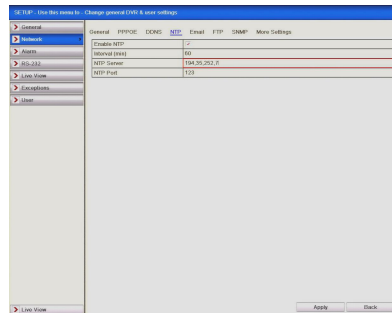 SETUP - Use this menu to - Change general DVR & user settings
General
Network
Alarm
RS-232
Live View
Exceptions
User
General PPPOE DDNS NTP Email FTP SNMP More Settings
Enable NTP
Interval (min) 60
NTP Server 194,35,252,7
NTP Port 123
Live View
Apply Back